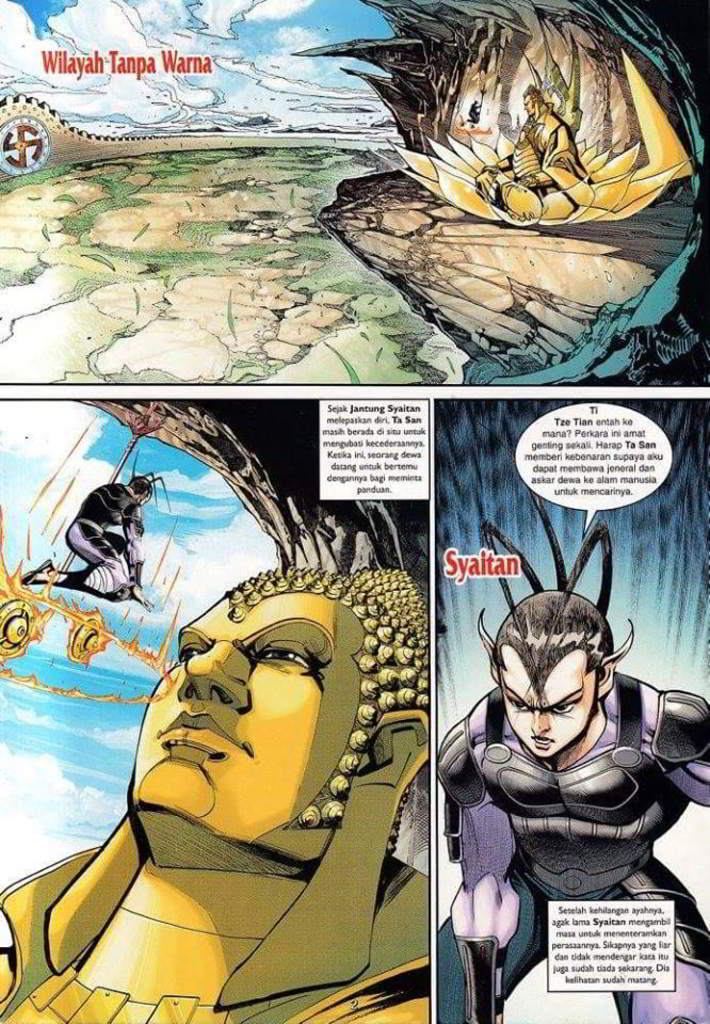 Wilayah Tanpa Warna
Sejak Jantung Syaitan
melepaskan diri, Ta San
masih berada di situ untuk
mengubati kecederaannya.
Ketika ini, seorang dewa
datang untuk bertemu
dengannya bagi meminta
panduan.
Ti
Tze Tian entah ke
mana? Perkara ini amat
genting sekali. Harap Ta San
memberi kebenaran supaya aku
dapat membawa jeneral dan
askar dewa ke alam manusia
untuk mencarinya.
Syaitan
Setelah kehilangan ayahnya,
agak lama Syaitan mengambil
masa untuk menenteramkan
perasaannya. Sikapnya yang liar
dan tidak mendengar kata itu
juga sudah tiada sekarang. Dia
kelihatan sudah matang.
2